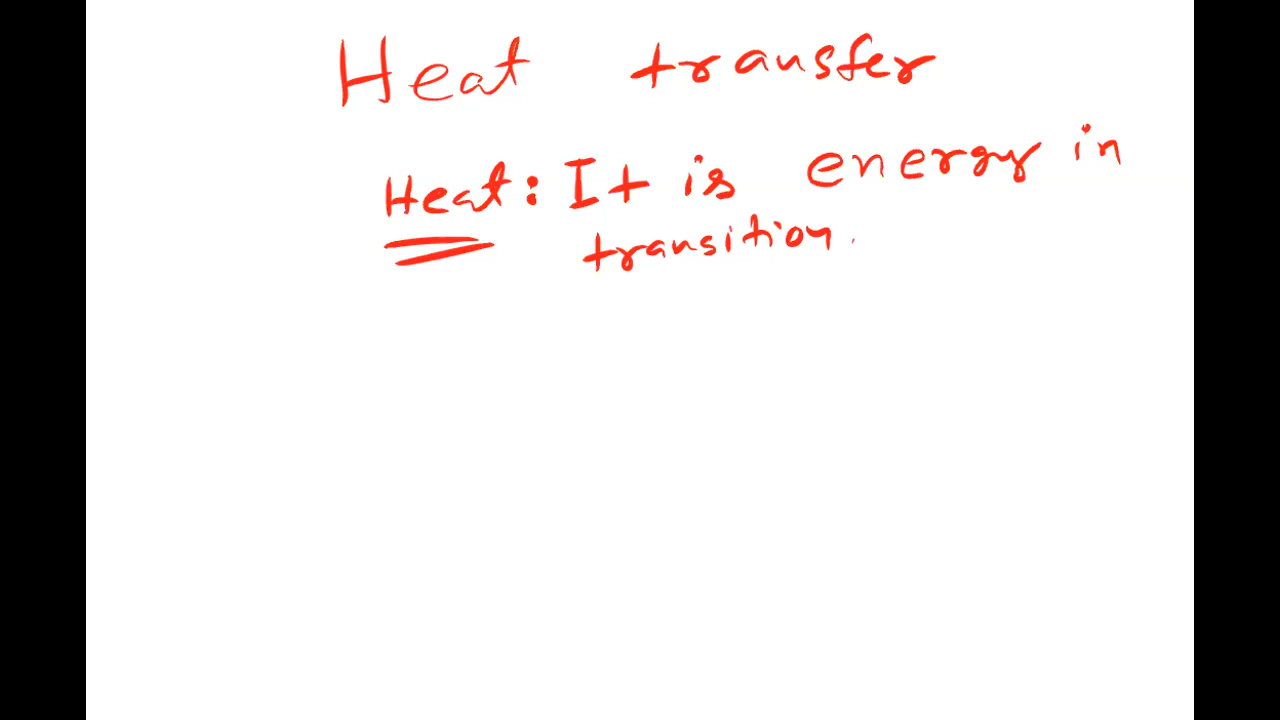 Heat transfer
Heat: It is energy in
transition.